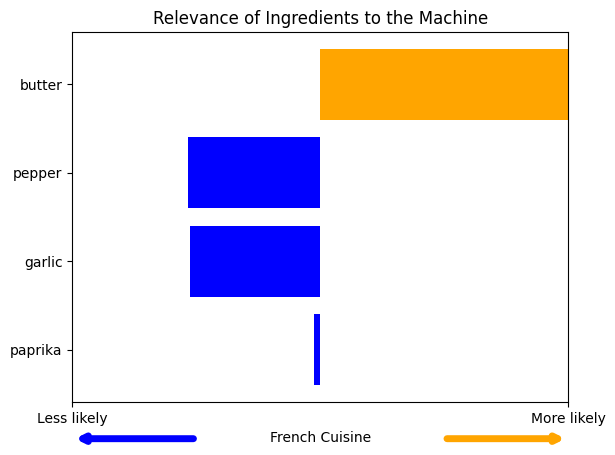 Relevance of Ingredients to the Machine
butter
pepper
garlic
paprika
Less likely
More likely
French Cuisine